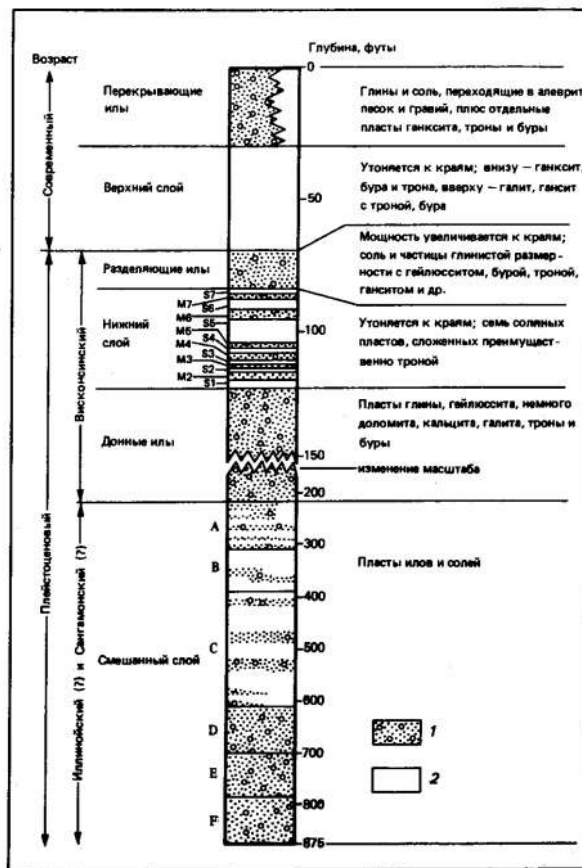 Глубина, футы
Возраст
0
Перекрывающие
илы
Глины и соль, переходящие в алеврит,
песок и гравий, плюс отдельные
пласты ганксита, троны и буры
Современный
Верхний слой
50
Утоняется к краям; внизу — ганксит,
бура и трона, вверху — галит, гансит
с троной, бура
Разделяющие илы
Мощность увеличивается к краям;
соль и частицы глинистой размер-
ности с гейлюсситом, бурой, троной,
ганситом и др.
Плейстоценовый
Висконсинский
Нижний
слой
S7
M7
S6
M6
S5
M5
S4
M4
S3
M3
S2
M2
S1
100
Утоняется к краям; семь соляных
пластов, сложенных преимущест-
венно троной
Донные илы
150
200
Пласты глины, гейлюссита, немного
доломита, кальцита, галита, троны и
буры
изменение масштаба
Иллинойский (?) и Сангамонский (?)
Смешанный слой
A
300
B
400
C
500
600
D
700
E
800
F
875
Пласты илов и солей
1
2